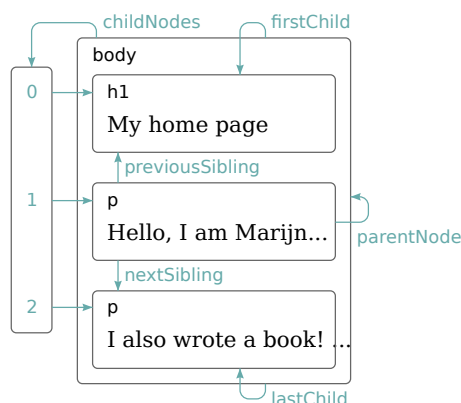 childNodes
firstChild
body
0
h1
My home page
previousSibling
1
p
Hello, I am Marijn...
parentNode
nextSibling
2
p
I also wrote a book! ...
lastChild